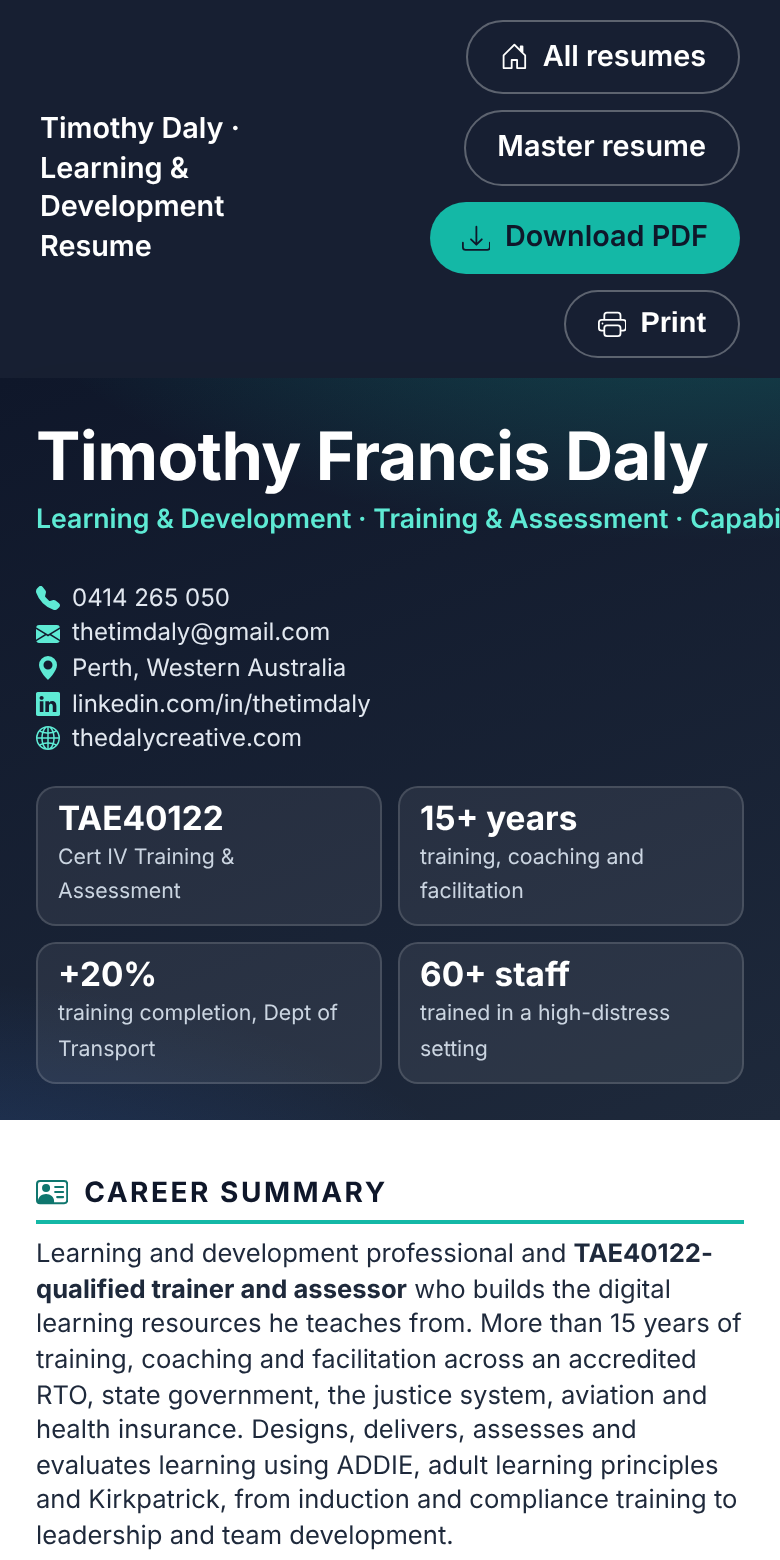 All resumes
Master resume
Download PDF
Print
Timothy Daly ·
Learning &
Development
Resume
Timothy Francis Daly
Learning & Development · Training & Assessment · Capabi
0414 265 050
thetimdaly@gmail.com
Perth, Western Australia
linkedin.com/in/thetimdaly
thedalycreative.com
TAE40122
Cert IV Training &
Assessment
15+ years
training, coaching and
facilitation
+20%
training completion, Dept of
Transport
60+ staff
trained in a high-distress
setting
CAREER SUMMARY
Learning and development professional and TAE40122-
qualified trainer and assessor who builds the digital
learning resources he teaches from. More than 15 years of
training, coaching and facilitation across an accredited
RTO, state government, the justice system, aviation and
health insurance. Designs, delivers, assesses and
evaluates learning using ADDIE, adult learning principles
and Kirkpatrick, from induction and compliance training to
leadership and team development.